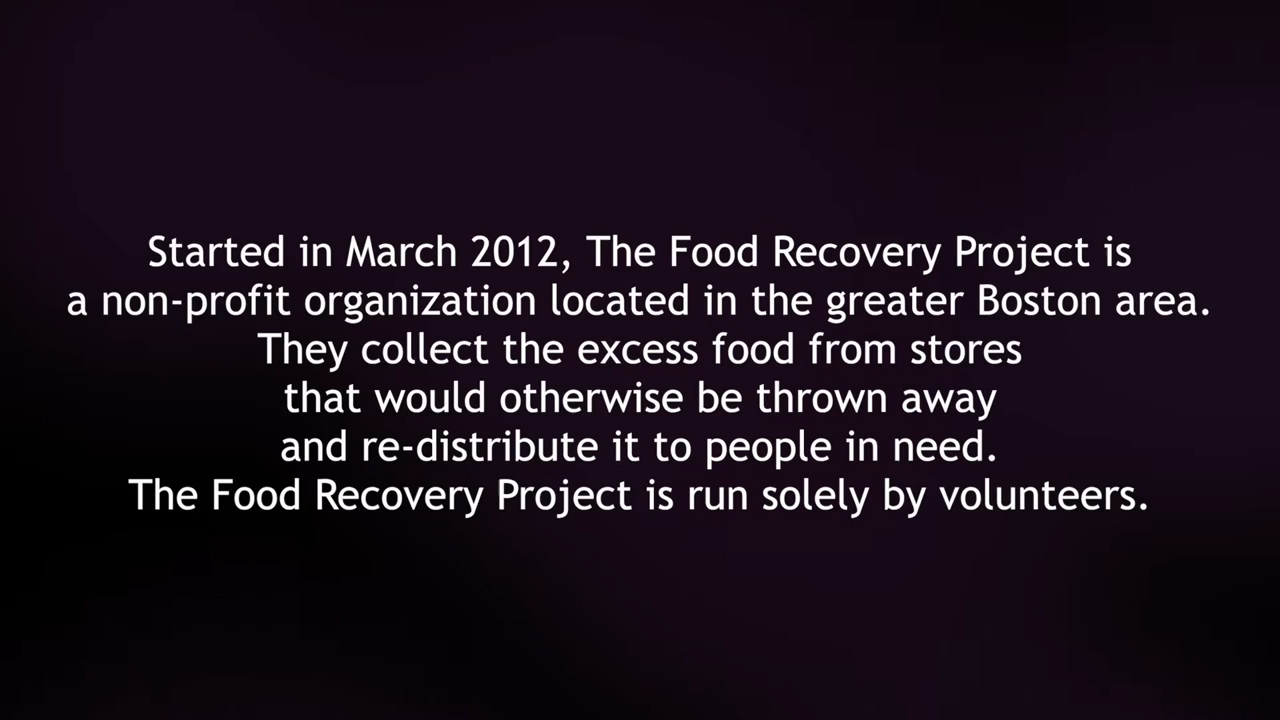 Started in March 2012, The Food Recovery Project is
a non-profit organization located in the greater Boston area.
They collect the excess food from stores
that would otherwise be thrown away
and re-distribute it to people in need.
The Food Recovery Project is run solely by volunteers.